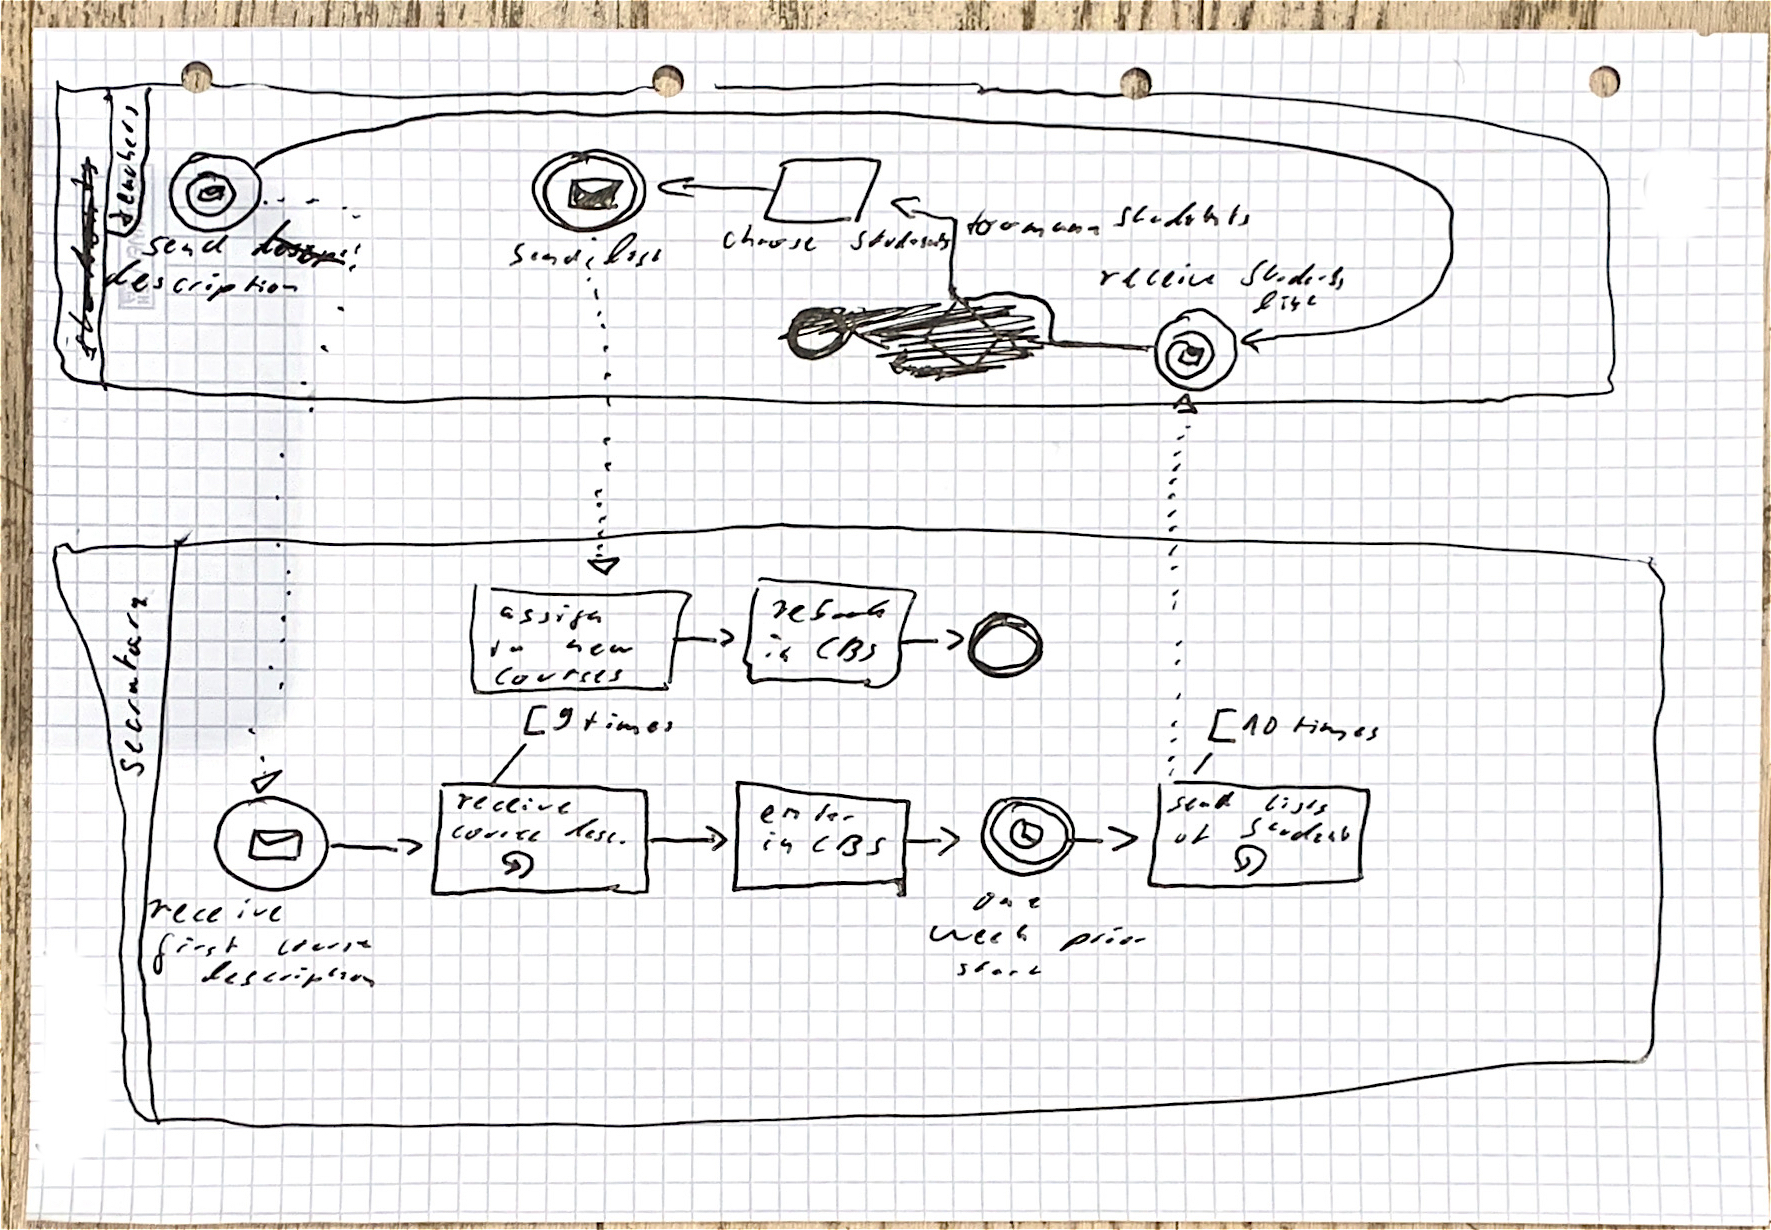 teachers
send
description
send list
choose students
too many students
receive students
list
Secretary
assign
to new
courses
rebook
in CBS
9 times
10 times
receive
course desc.
enter
in CBS
send lists
of students
receive
first course
description
one
week prior
start